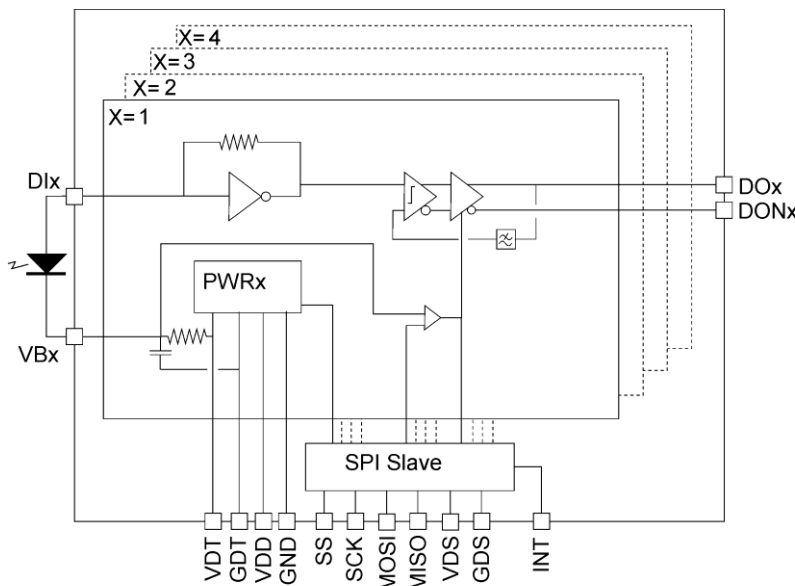 X=4
X=3
X=2
X=1
DIx
DOx
DONx
PWRx
VBx
SPI Slave
VDT
GDT
VDD
GND
SS
SCK
MOSI
MISO
VDS
GDS
INT